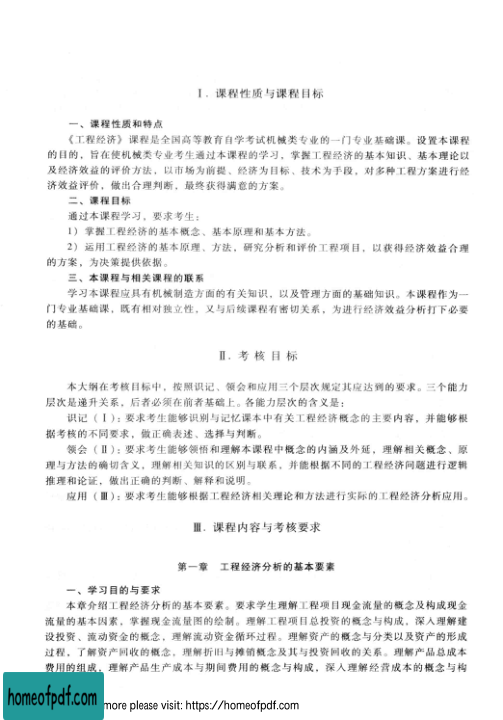 Ⅰ. 课程性质与课程目标
一、课程性质和特点
《工程经济》课程是全国高等教育自学考试机械类专业的一门专业基础课。设置本课程
的目的，旨在使机械类专业考生通过本课程的学习，掌握工程经济的基本知识、基本理论以
及经济效益的评价方法，以市场为前提、经济为目标、技术为手段，对多种工程方案进行经
济效益评价，做出合理判断，最终获得满意的方案。
二、课程目标
通过本课程学习，要求考生：
1）掌握工程经济的基本概念、基本原理和基本方法。
2）运用工程经济的基本原理、方法，研究分析和评价工程项目，以获得经济效益合理
的方案，为决策提供依据。
三、本课程与相关课程的联系
学习本课程应具有机械制造方面的有关知识，以及管理方面的基础知识。本课程作为一
门专业基础课，既有相对独立性，又与后续课程有密切关系，为进行经济效益分析打下必要
的基础。
Ⅱ. 考核目标
本大纲在考核目标中，按照识记、领会和应用三个层次规定其应达到的要求。三个能力
层次是递升关系，后者必须在前者基础上。各能力层次的含义是：
识记（Ⅰ）：要求考生能够识别与记忆课本中有关工程经济概念的主要内容，并能够根
据考核的不同要求，做正确表述、选择与判断。
领会（Ⅱ）：要求考生能够领悟和理解本课程中概念的内涵及外延，理解相关概念、原
理与方法的确切含义，理解相关知识的区别与联系，并能根据不同的工程经济问题进行逻辑
推理和论证，做出正确的判断、解释和说明。
应用（Ⅲ）：要求考生能够根据工程经济相关理论和方法进行实际的工程经济分析应用。
Ⅲ. 课程内容与考核要求
第一章 工程经济分析的基本要素
一、学习目的与要求
本章介绍工程经济分析的基本要素。要求学生理解工程项目现金流量的概念及构成现金
流量的基本因素，掌握现金流量图的绘制。理解工程项目总投资的概念与构成，深入理解建
设投资、流动资金的概念，理解流动资金循环过程。理解资产的概念与分类以及资产的形成
过程，了解资产回收的概念，理解折旧与摊销概念及其与投资回收的关系。理解产品总成本
费用的组成，理解产品生产成本与期间费用的概念与构成，深入理解经营成本的概念与构
homeofpdf.com
more please visit: https://homeofpdf.com